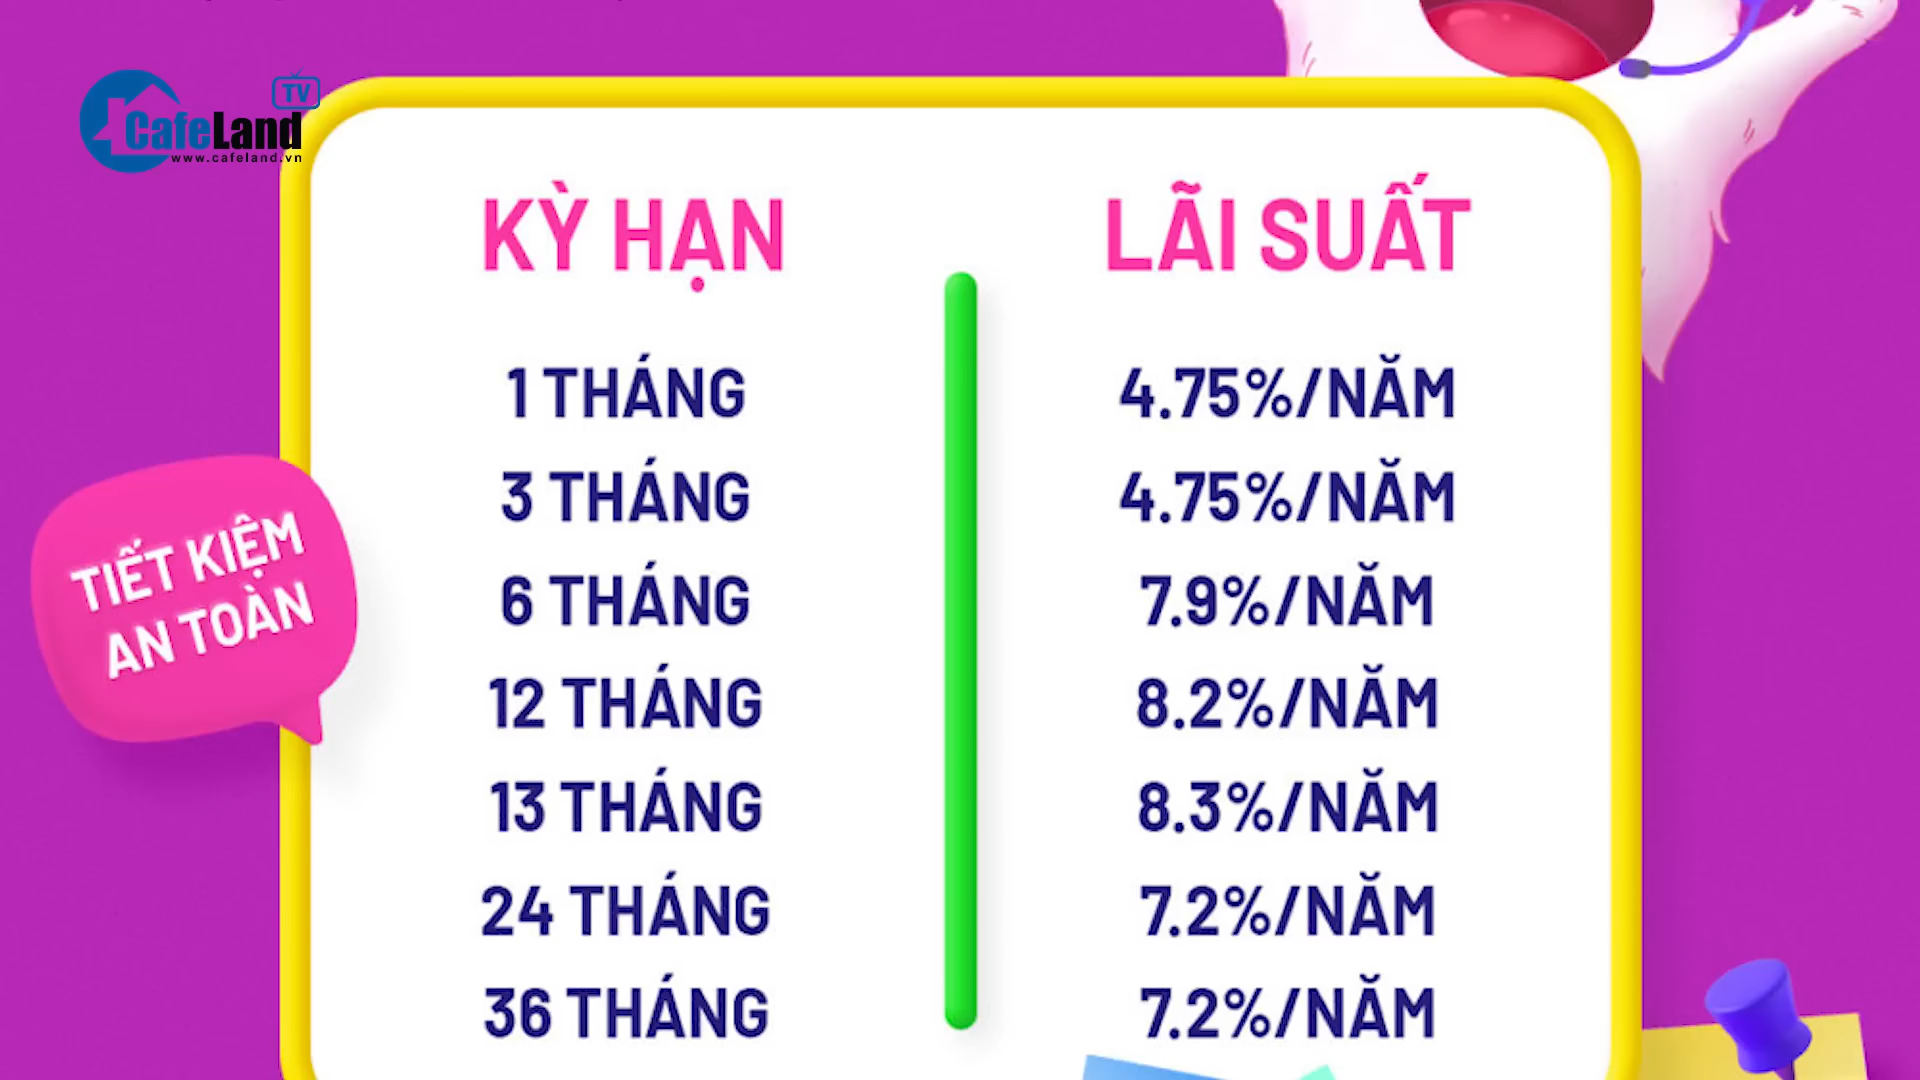 TV
CafeLand
www.cafeland.vn
KỲ HẠN LÃI SUẤT
1 THÁNG 4.75%/NĂM
3 THÁNG 4.75%/NĂM
6 THÁNG 7.9%/NĂM
12 THÁNG 8.2%/NĂM
13 THÁNG 8.3%/NĂM
24 THÁNG 7.2%/NĂM
36 THÁNG 7.2%/NĂM
TIẾT KIỆM
AN TOÀN